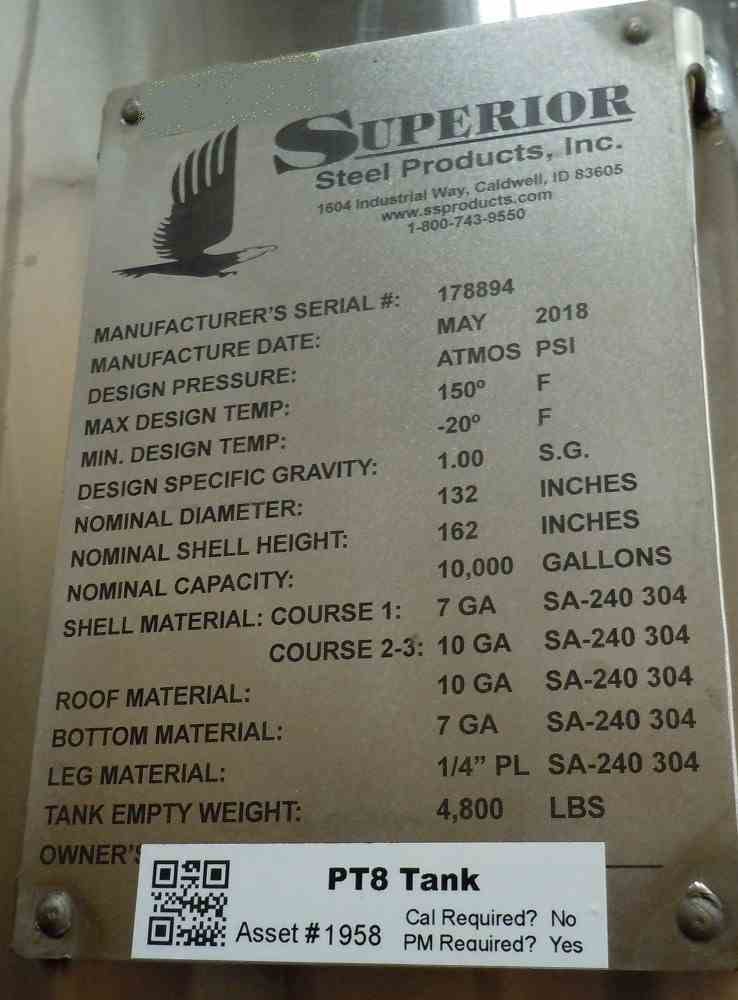 SUPERIOR
Steel Products, Inc.
1604 Industrial Way, Caldwell, ID 83605
www.ssproducts.com
1-800-743-9550
MANUFACTURER'S SERIAL #: 178894
MANUFACTURE DATE: MAY 2018
DESIGN PRESSURE: ATMOS PSI
MAX DESIGN TEMP: 150º F
MIN. DESIGN TEMP: -20º F
DESIGN SPECIFIC GRAVITY: 1.00 S.G.
NOMINAL DIAMETER: 132 INCHES
NOMINAL SHELL HEIGHT: 162 INCHES
NOMINAL CAPACITY: 10,000 GALLONS
SHELL MATERIAL: COURSE 1: 7 GA SA-240 304
COURSE 2-3: 10 GA SA-240 304
ROOF MATERIAL: 10 GA SA-240 304
BOTTOM MATERIAL: 7 GA SA-240 304
LEG MATERIAL: 1/4" PL SA-240 304
TANK EMPTY WEIGHT: 4,800 LBS
OWNER'S
PT8 Tank
Asset #1958 Cal Required? No
PM Required? Yes